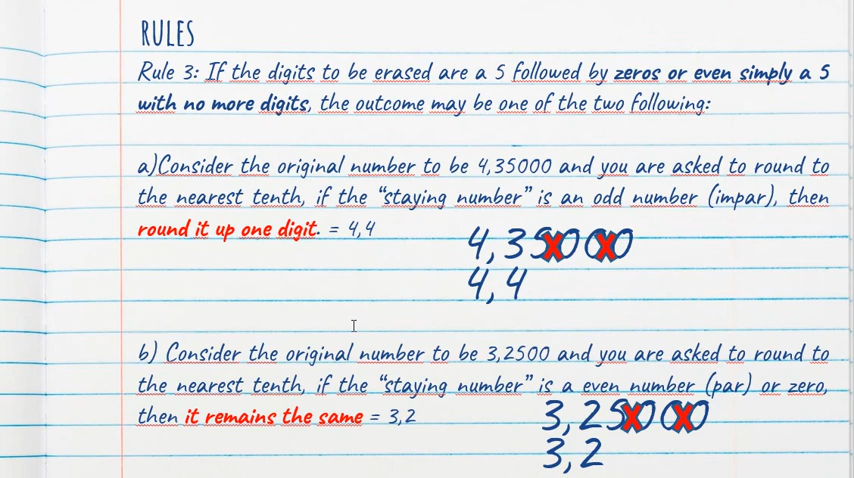 RULES
Rule 3: If the digits to be erased are a 5 followed by zeros or even simply a 5
with no more digits, the outcome may be one of the two following:
a)Consider the original number to be 4,35000 and you are asked to round to
the nearest tenth, if the “staying number” is an odd number (impar), then
round it up one digit. = 4,4
4,35000
4,4
b) Consider the original number to be 3,2500 and you are asked to round to
the nearest tenth, if the “staying number” is a even number (par) or zero,
then it remains the same = 3,2
3,25000
3,2